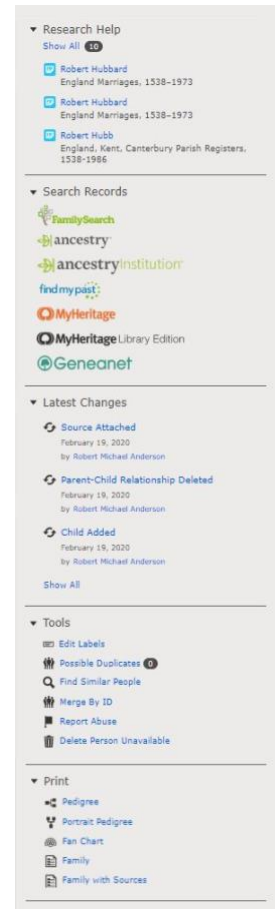 Research Help
Show All 10
Robert Hubbard
England Marriages, 1538–1973
Robert Hubbard
England Marriages, 1538–1973
Robert Hubb
England, Kent, Canterbury Parish Registers,
1538-1986
Search Records
FamilySearch
ancestry
ancestryinstitution
findmypast
MyHeritage
MyHeritage Library Edition
Geneanet
Latest Changes
Source Attached
February 19, 2020
by Robert Michael Anderson
Parent-Child Relationship Deleted
February 19, 2020
by Robert Michael Anderson
Child Added
February 19, 2020
by Robert Michael Anderson
Show All
Tools
Edit Labels
Possible Duplicates 0
Find Similar People
Merge By ID
Report Abuse
Delete Person Unavailable
Print
Pedigree
Portrait Pedigree
Fan Chart
Family
Family with Sources